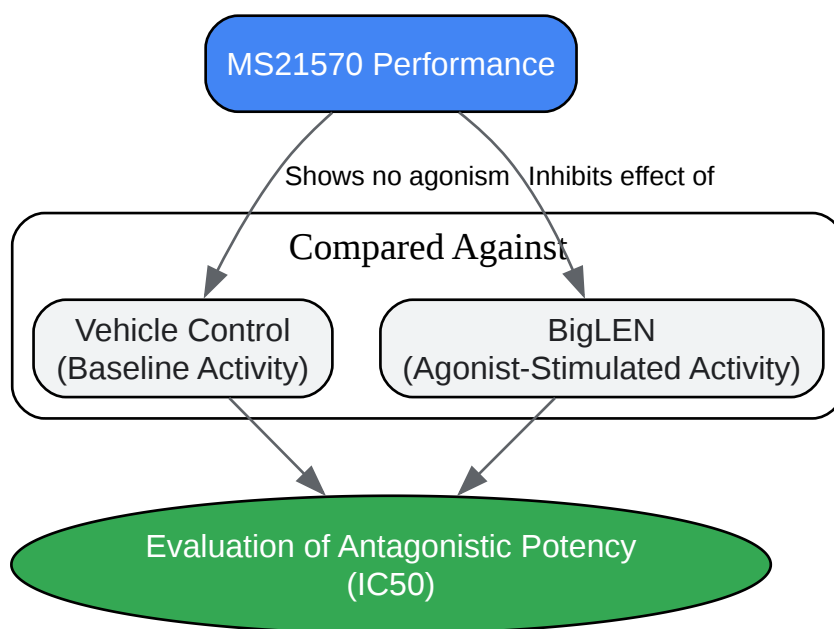 MS21570 Performance
Shows no agonism
Inhibits effect of
Compared Against
Vehicle Control
(Baseline Activity)
BigLEN
(Agonist-Stimulated Activity)
Evaluation of Antagonistic Potency
(IC50)